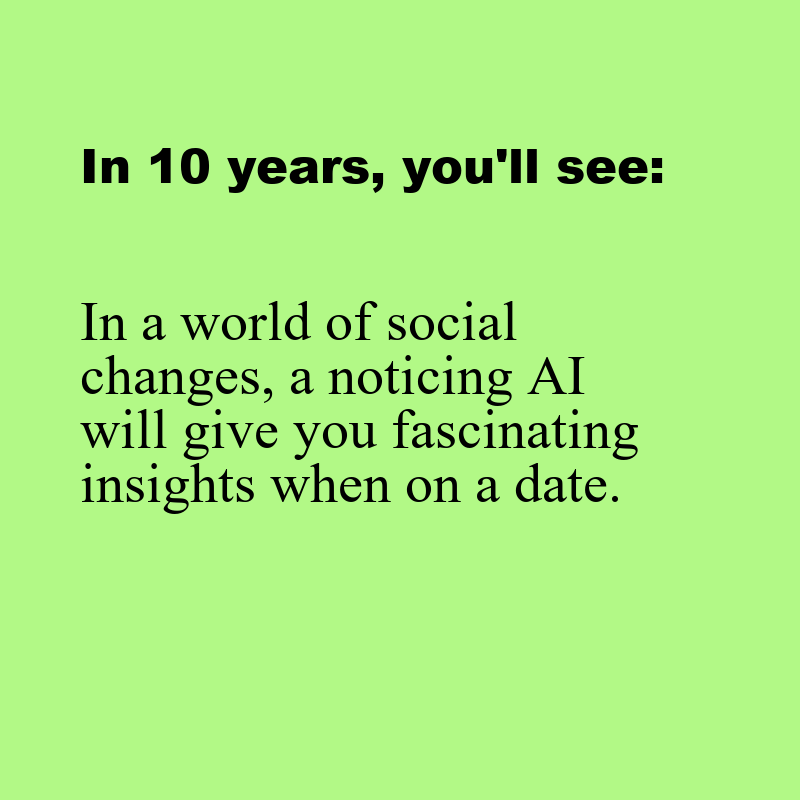 In 10 years, you'll see:
In a world of social
changes, a noticing AI
will give you fascinating
insights when on a date.